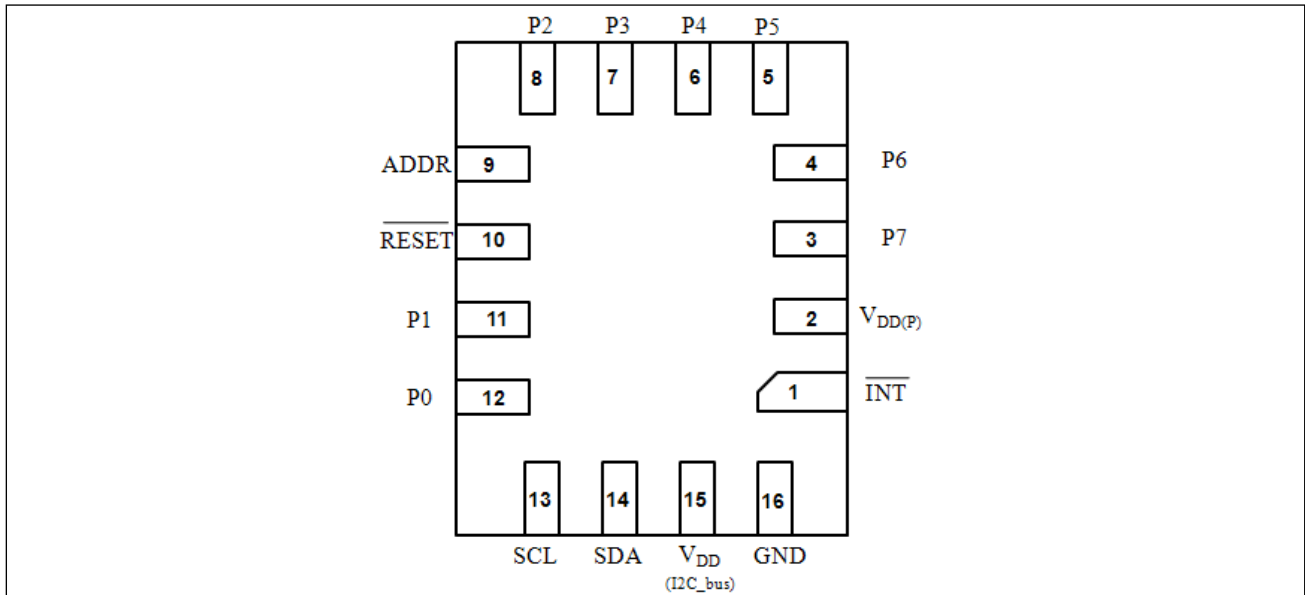 P2 P3 P4 P5
8 7 6 5
ADDR 9 4 P6
RESET 10 3 P7
P1 11 2 VDD(P)
P0 12 1 INT
13 14 15 16
SCL SDA VDD GND
(I2C_bus)